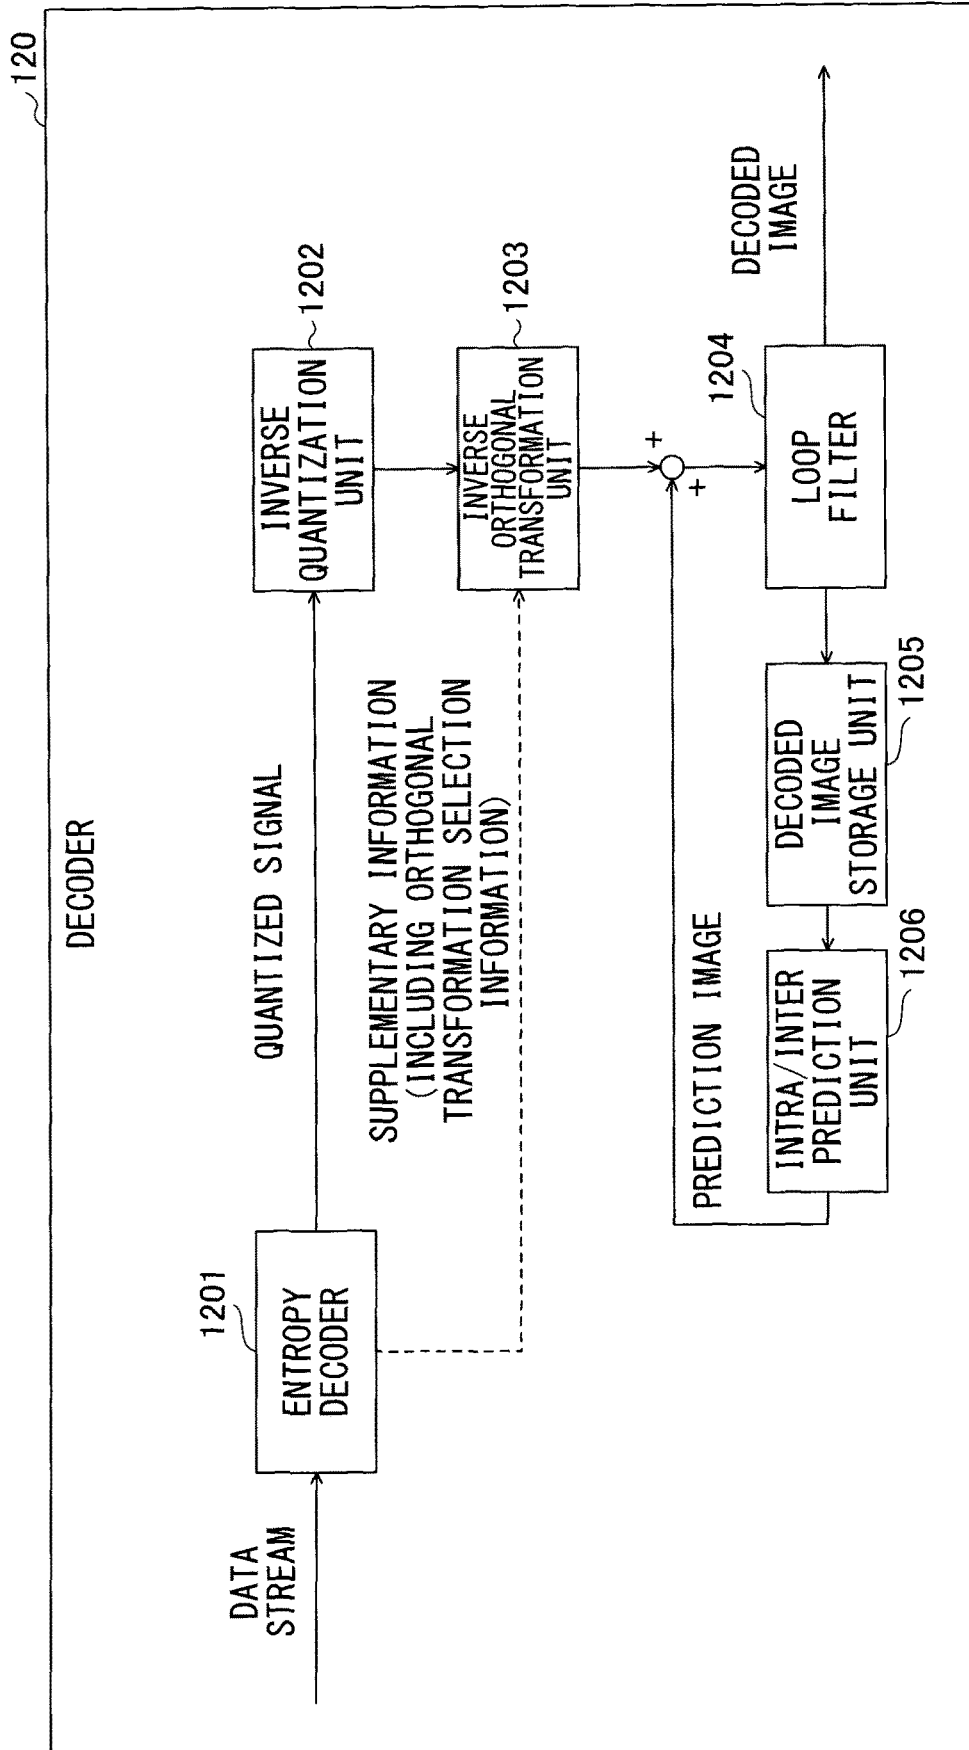 120
DECODER
DATA
STREAM
1201
ENTROPY
DECODER
QUANTIZED SIGNAL
INVERSE
QUANTIZATION
UNIT
1202
SUPPLEMENTARY INFORMATION
(INCLUDING ORTHOGONAL
TRANSFORMATION SELECTION
INFORMATION)
INVERSE
ORTHOGONAL
TRANSFORMATION
UNIT
1203
+
+
PREDICTION IMAGE
1204
LOOP
FILTER
DECODED
IMAGE
DECODED
IMAGE
STORAGE UNIT
1205
INTRA/INTER
PREDICTION
UNIT
1206